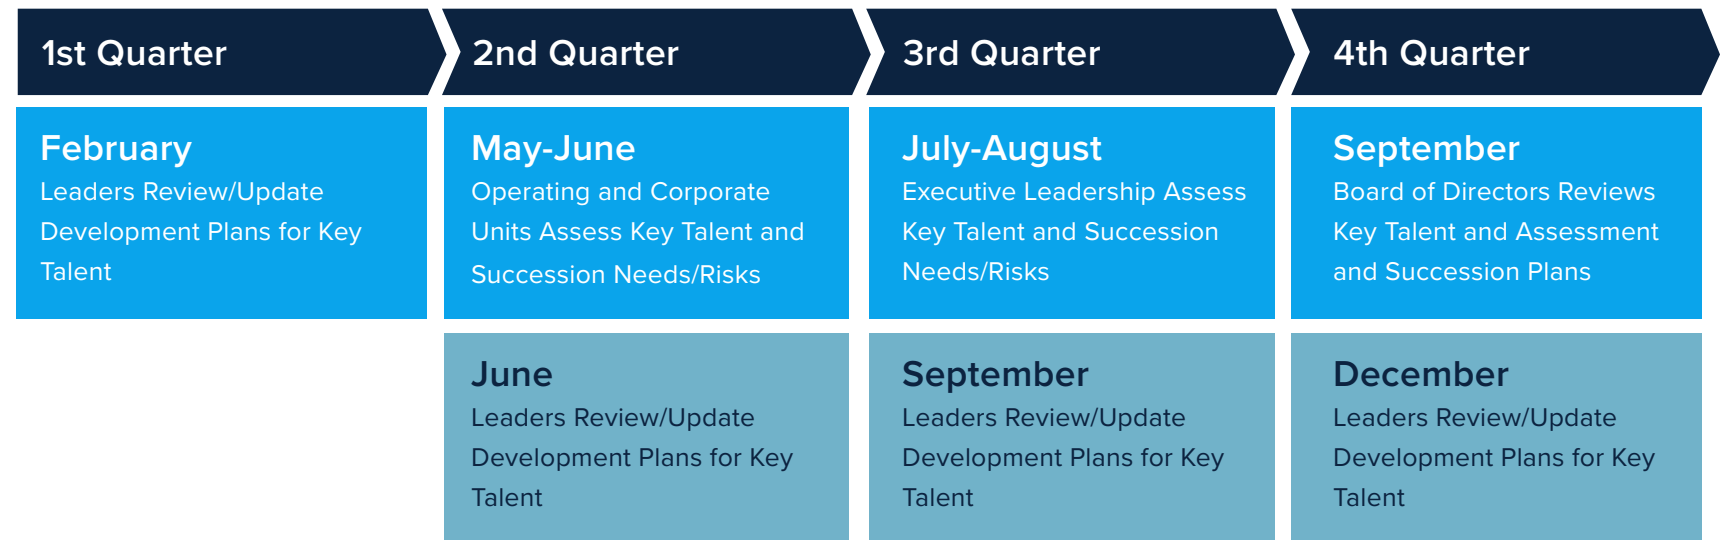 1st Quarter
2nd Quarter
3rd Quarter
4th Quarter
February
Leaders Review/Update
Development Plans for Key
Talent
May-June
Operating and Corporate
Units Assess Key Talent and
Succession Needs/Risks
July-August
Executive Leadership Assess
Key Talent and Succession
Needs/Risks
September
Board of Directors Reviews
Key Talent and Assessment
and Succession Plans
June
Leaders Review/Update
Development Plans for Key
Talent
September
Leaders Review/Update
Development Plans for Key
Talent
December
Leaders Review/Update
Development Plans for Key
Talent